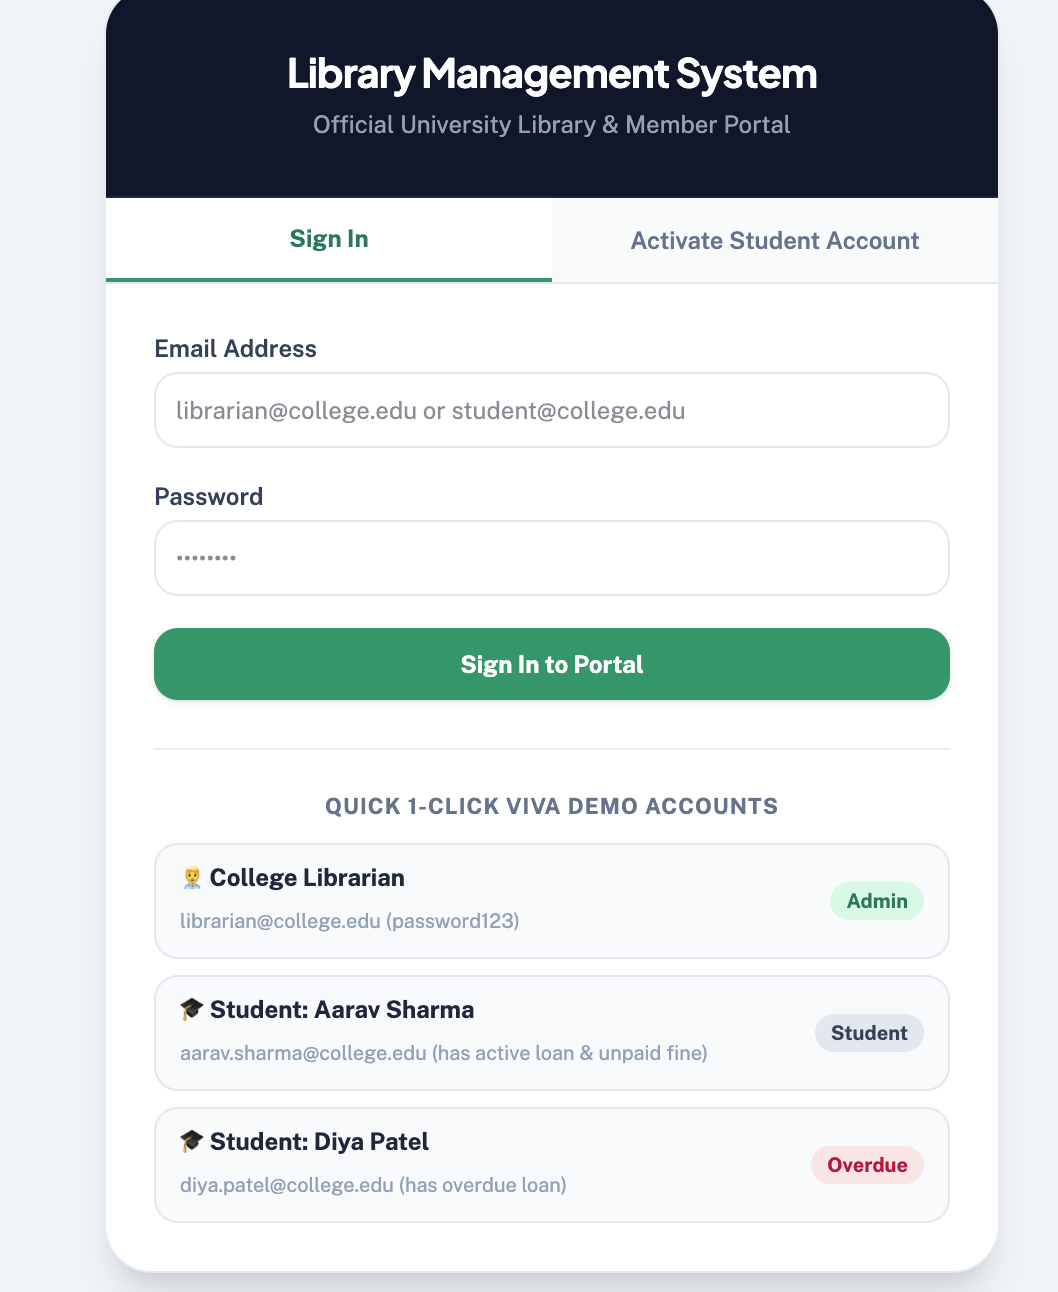 Library Management System
Official University Library & Member Portal
Sign In
Activate Student Account
Email Address
librarian@college.edu or student@college.edu
Password
••••••••
Sign In to Portal
QUICK 1-CLICK VIVA DEMO ACCOUNTS
👨‍💼 College Librarian
librarian@college.edu (password123)
Admin
🎓 Student: Aarav Sharma
aarav.sharma@college.edu (has active loan & unpaid fine)
Student
🎓 Student: Diya Patel
diya.patel@college.edu (has overdue loan)
Overdue